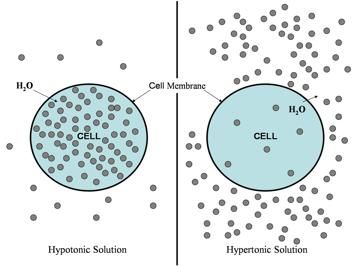 H₂O
Cell Membrane
H₂O
CELL
CELL
Hypotonic Solution
Hypertonic Solution